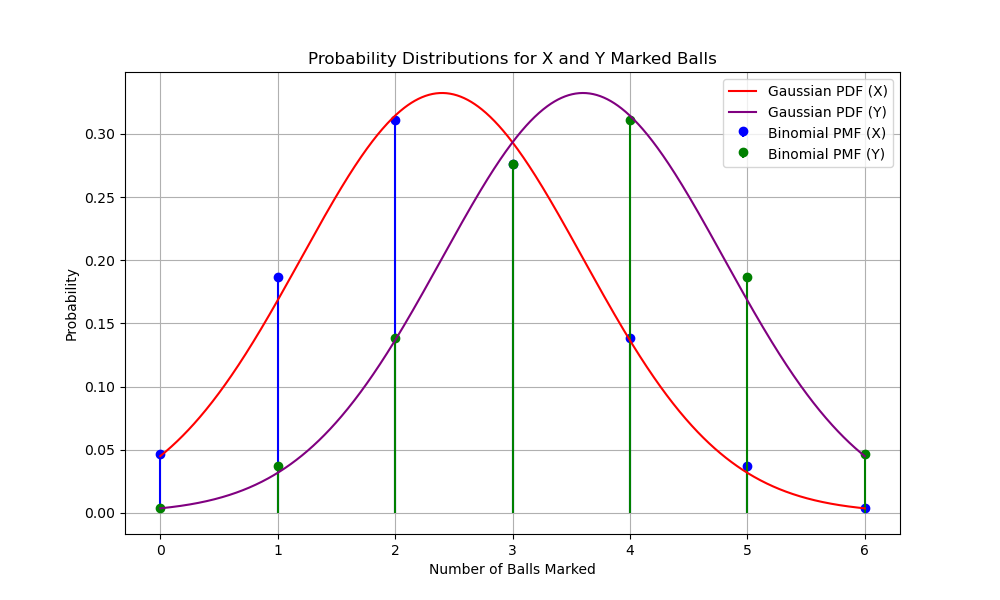 Probability Distributions for X and Y Marked Balls
Gaussian PDF (X)
Gaussian PDF (Y)
Binomial PMF (X)
Binomial PMF (Y)
Probability
0.30
0.25
0.20
0.15
0.10
0.05
0.00
0 1 2 3 4 5 6
Number of Balls Marked